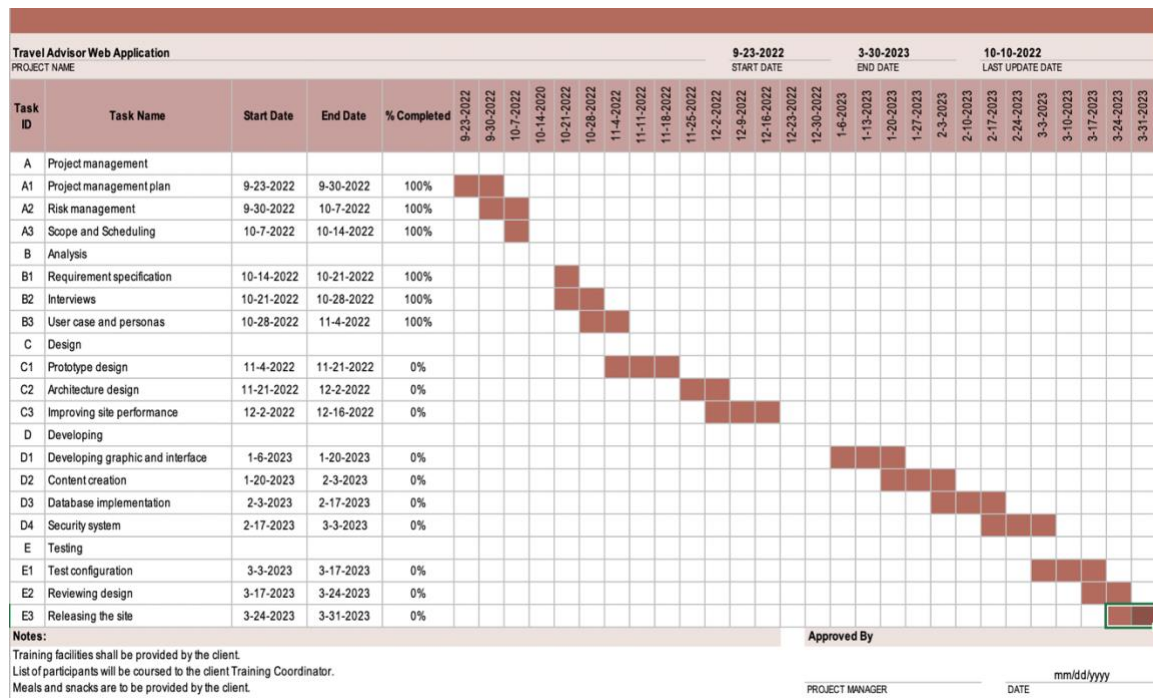 Travel Advisor Web Application 9-23-2022 3-30-2023 10-10-2022
PROJECT NAME START DATE END DATE LAST UPDATE DATE
Task ID Task Name Start Date End Date % Completed 9-23-2022 9-30-2022 10-7-2022 10-14-2020 10-21-2022 10-28-2022 11-4-2022 11-11-2022 11-18-2022 11-25-2022 12-2-2022 12-9-2022 12-16-2022 12-23-2022 12-30-2022 1-6-2023 1-13-2023 1-20-2023 1-27-2023 2-3-2023 2-10-2023 2-17-2023 2-24-2023 3-3-2023 3-10-2023 3-17-2023 3-24-2023 3-31-2023
A Project management
A1 Project management plan 9-23-2022 9-30-2022 100%
A2 Risk management 9-30-2022 10-7-2022 100%
A3 Scope and Scheduling 10-7-2022 10-14-2022 100%
B Analysis
B1 Requirement specification 10-14-2022 10-21-2022 100%
B2 Interviews 10-21-2022 10-28-2022 100%
B3 User case and personas 10-28-2022 11-4-2022 100%
C Design
C1 Prototype design 11-4-2022 11-21-2022 0%
C2 Architecture design 11-21-2022 12-2-2022 0%
C3 Improving site performance 12-2-2022 12-16-2022 0%
D Developing
D1 Developing graphic and interface 1-6-2023 1-20-2023 0%
D2 Content creation 1-20-2023 2-3-2023 0%
D3 Database implementation 2-3-2023 2-17-2023 0%
D4 Security system 2-17-2023 3-3-2023 0%
E Testing
E1 Test configuration 3-3-2023 3-17-2023 0%
E2 Reviewing design 3-17-2023 3-24-2023 0%
E3 Releasing the site 3-24-2023 3-31-2023 0%
Notes: Approved By
Training facilities shall be provided by the client.
List of participants will be coursed to the client Training Coordinator.
Meals and snacks are to be provided by the client.
mm/dd/yyyy
PROJECT MANAGER DATE